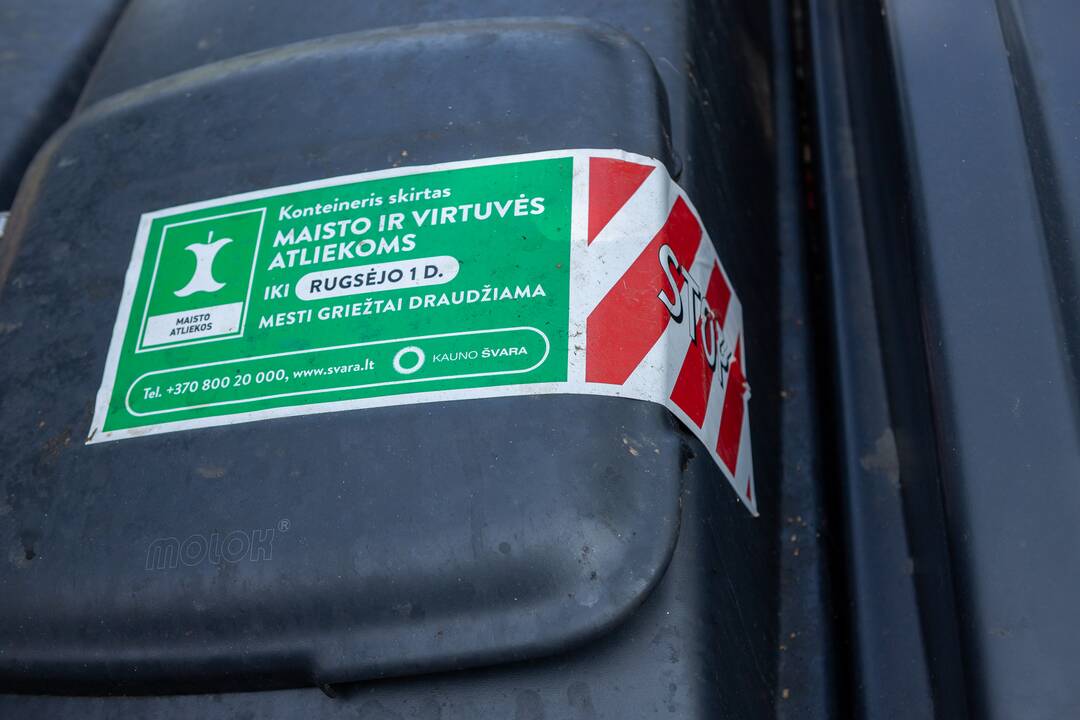 Konteineris skirtas
MAISTO IR VIRTUVĖS
ATLIEKOMS
IKI RUGSĖJO 1 D.
MESTI GRIEŽTAI DRAUDŽIAMA
MAISTO
ATLIEKOS
Tel. +370 800 20 000, www.svara.lt
KAUNO ŠVARA
STOP
MOLOK®